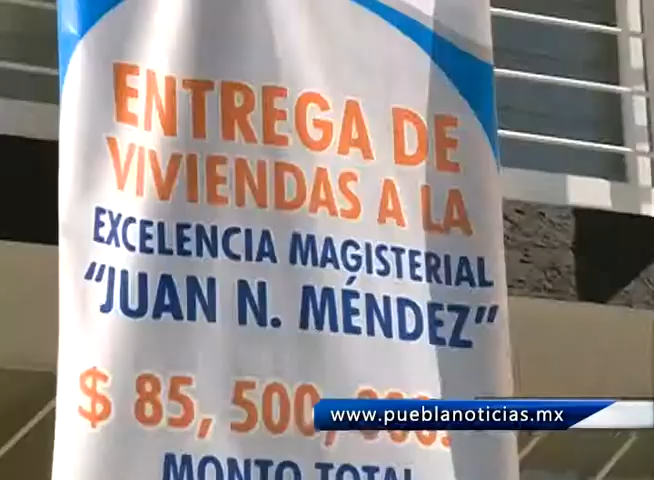 ENTREGA DE
VIVIENDAS A LA
EXCELENCIA MAGISTERIAL
"JUAN N. MÉNDEZ"
$ 85, 500,
www.pueblanoticias.mx
MONTO TOTAL